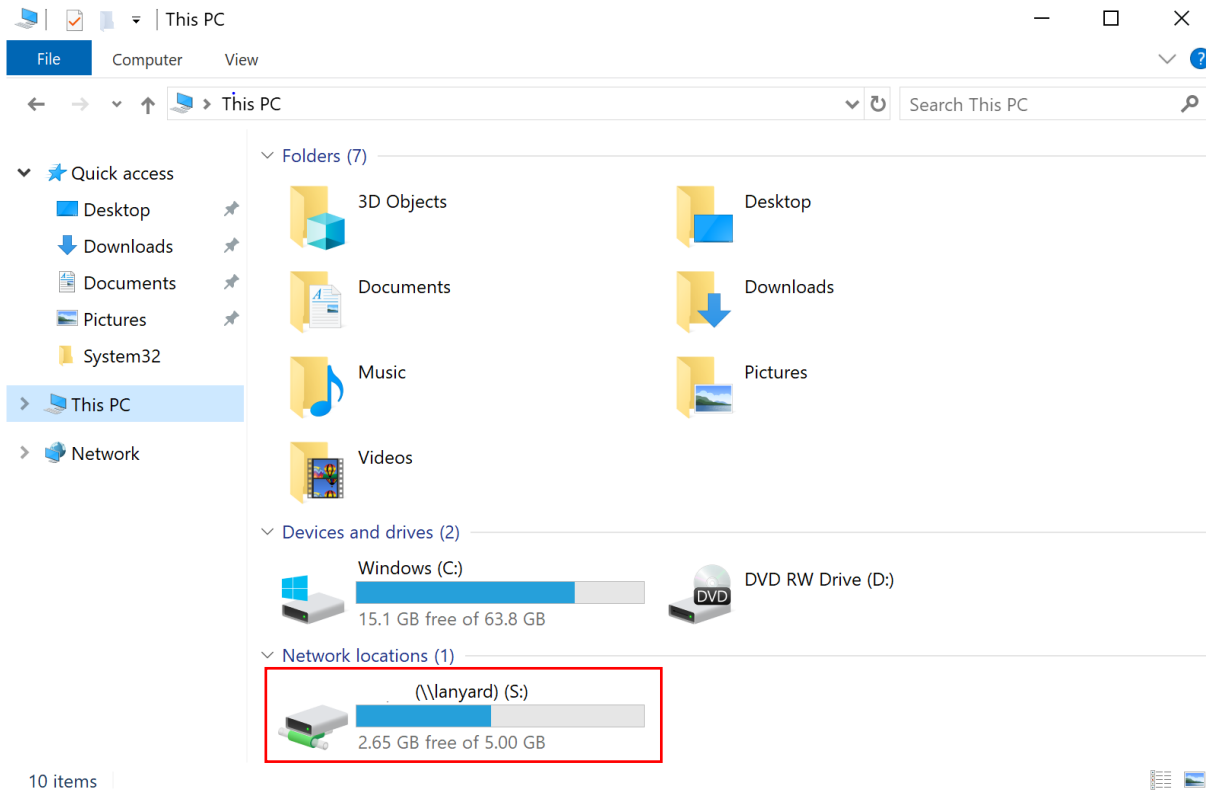 This PC
File Computer View ?
This PC Search This PC
Quick access
Desktop
Downloads
Documents
Pictures
System32
This PC
Network
Folders (7)
3D Objects Desktop
Documents Downloads
Music Pictures
Videos
Devices and drives (2)
Windows (C:)
15.1 GB free of 63.8 GB
DVD RW Drive (D:)
DVD
Network locations (1)
(\\lanyard) (S:)
2.65 GB free of 5.00 GB
10 items